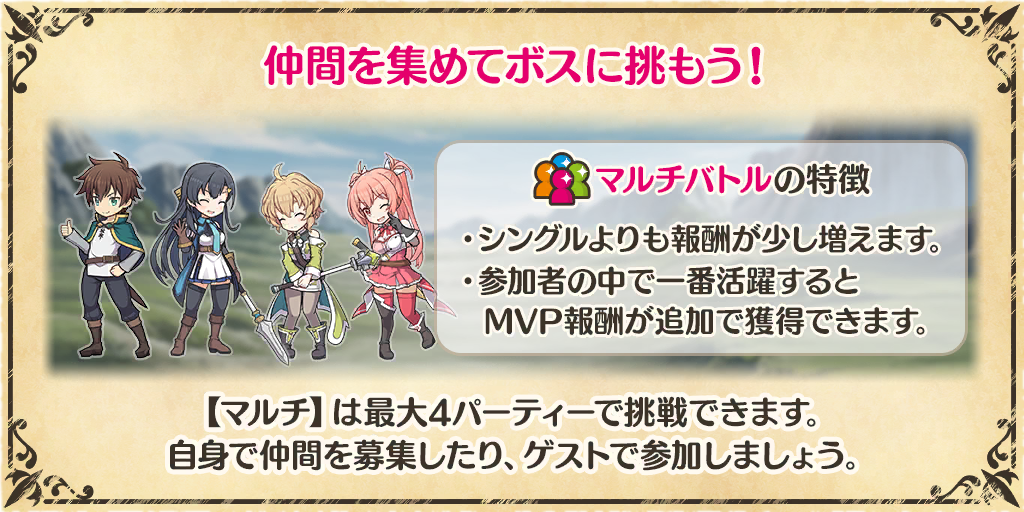 仲間を集めてボスに挑もう!
マルチバトルの特徴
・シングルよりも報酬が少し増えます。
・参加者の中で一番活躍すると
MVP報酬が追加で獲得できます。
【マルチ】は最大4パーティーで挑戦できます。
自身で仲間を募集したり、ゲストで参加しましょう。